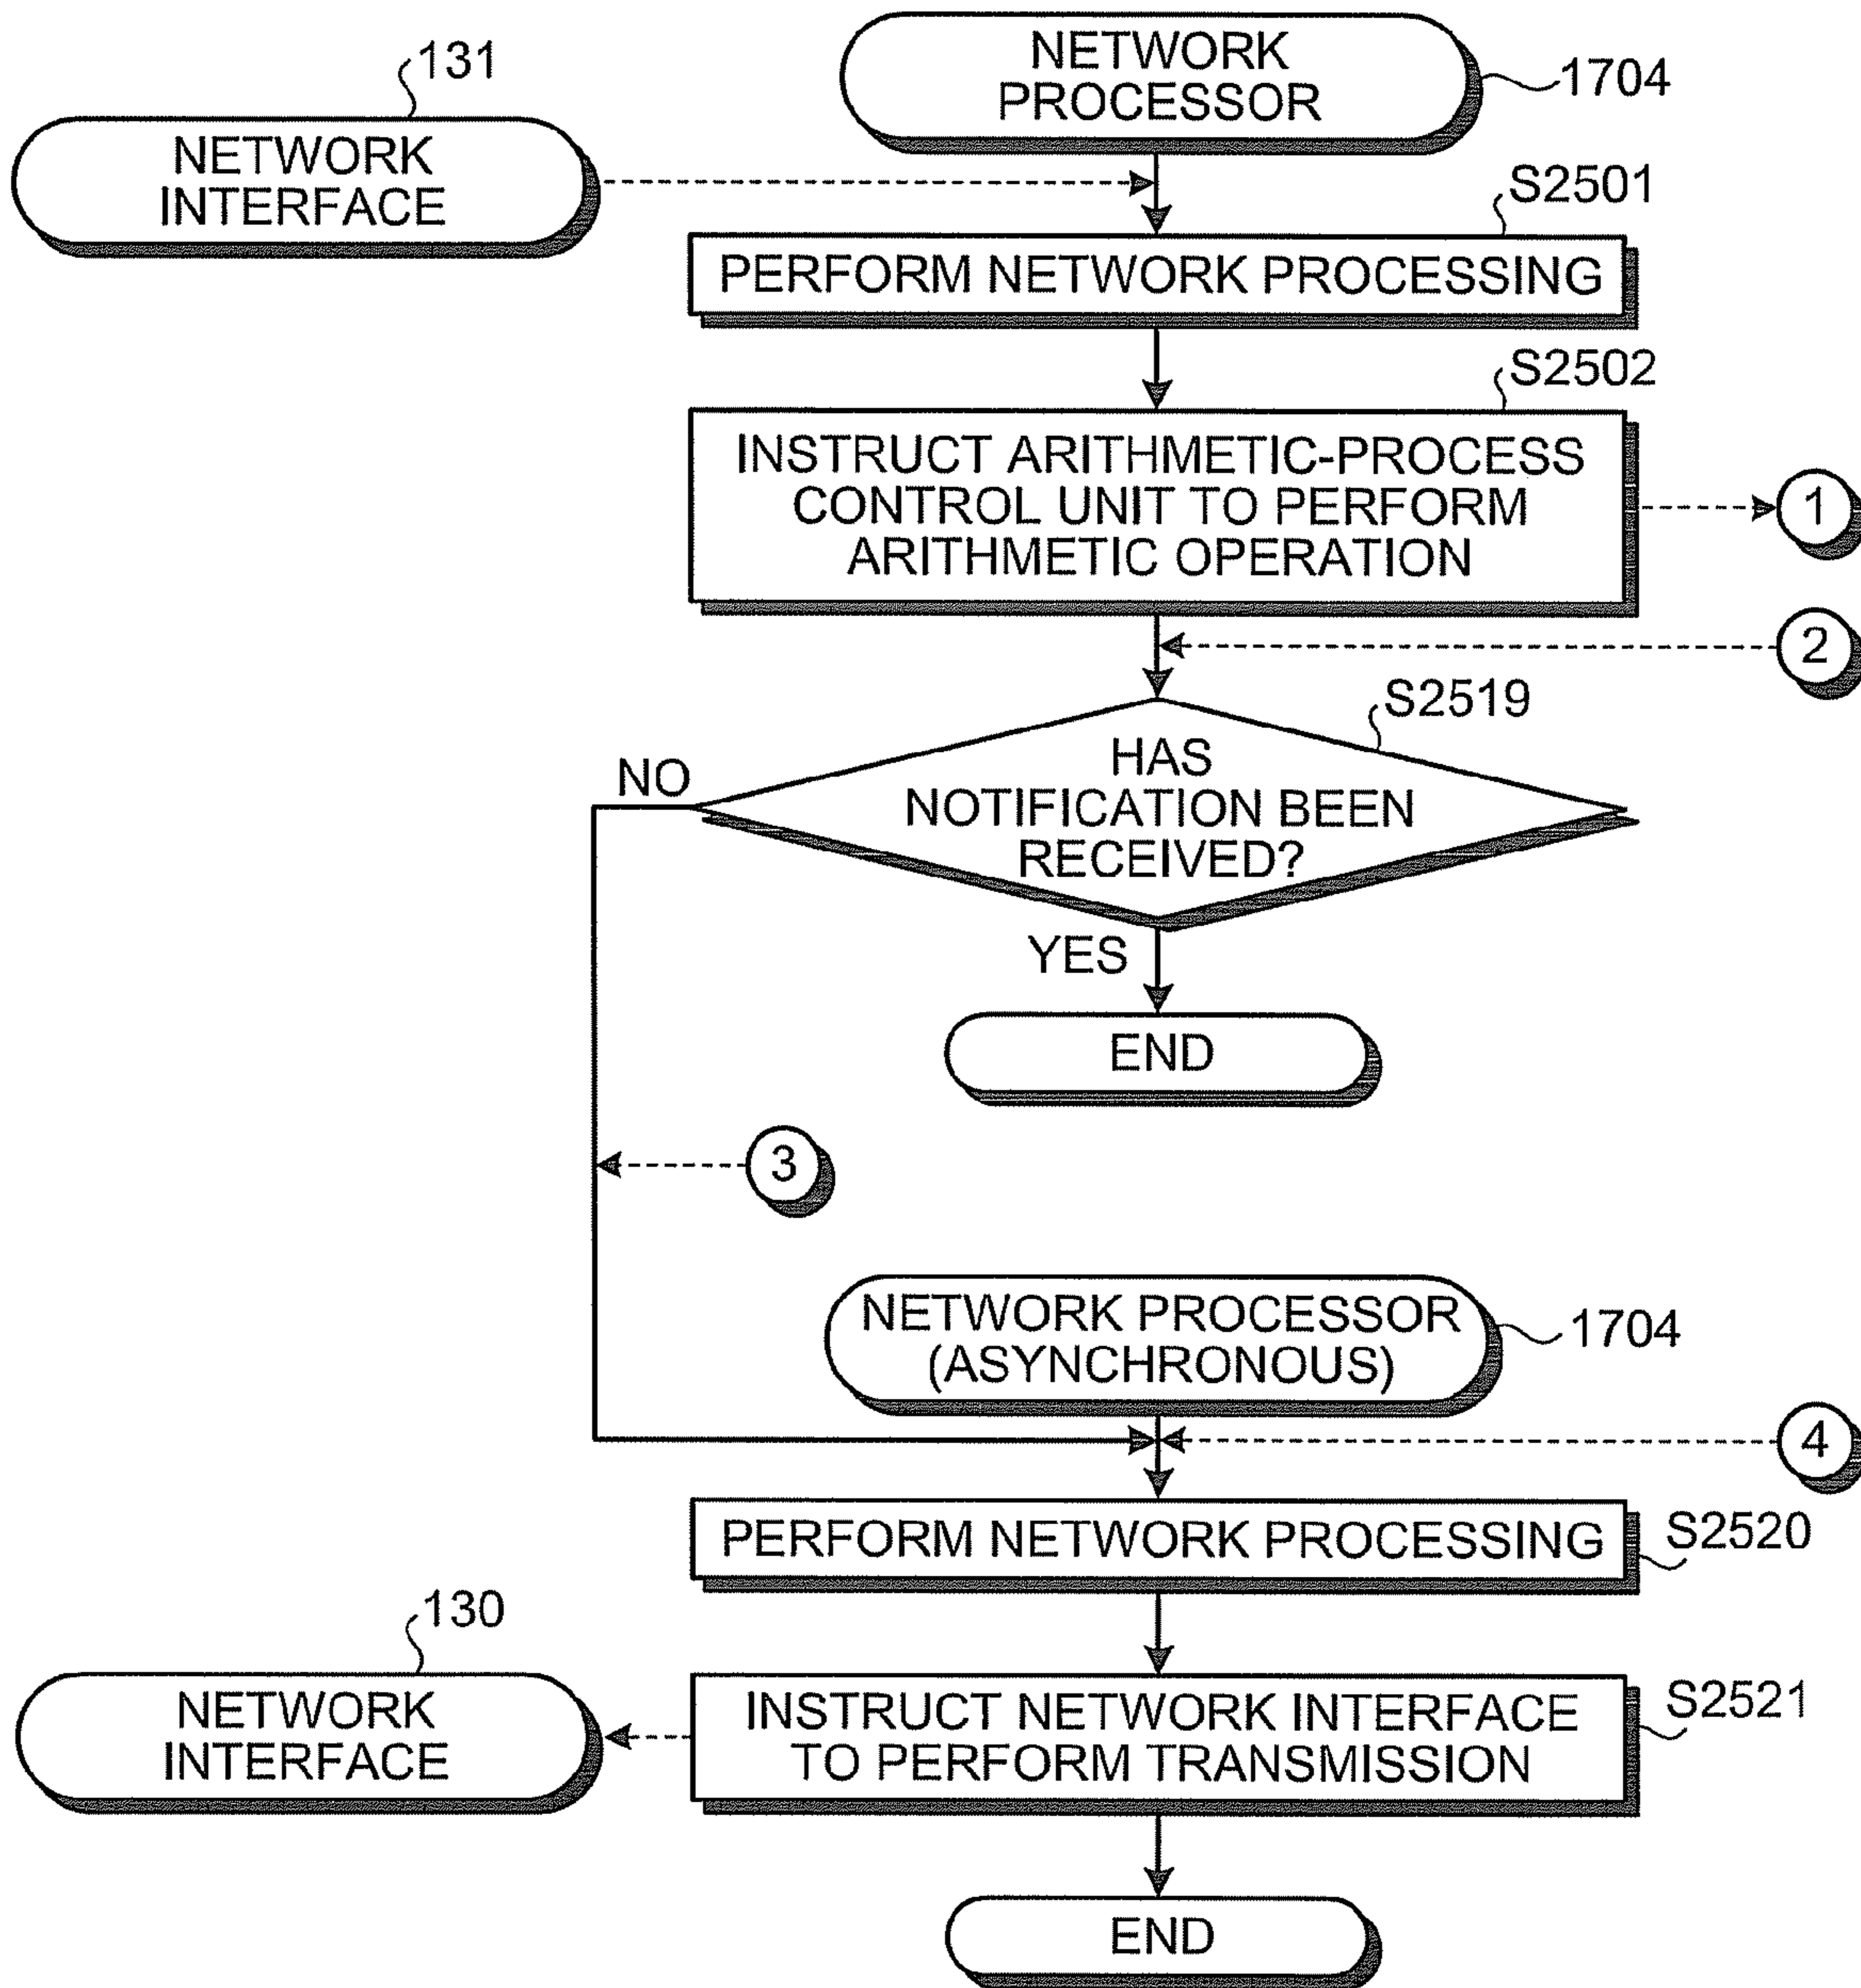 131
NETWORK
PROCESSOR
1704
NETWORK
INTERFACE
S2501
PERFORM NETWORK PROCESSING
S2502
INSTRUCT ARITHMETIC-PROCESS
CONTROL UNIT TO PERFORM
ARITHMETIC OPERATION
1
2
S2519
NO
HAS
NOTIFICATION BEEN
RECEIVED?
YES
END
3
NETWORK PROCESSOR
(ASYNCHRONOUS)
1704
4
PERFORM NETWORK PROCESSING
S2520
130
NETWORK
INTERFACE
INSTRUCT NETWORK INTERFACE
TO PERFORM TRANSMISSION
S2521
END